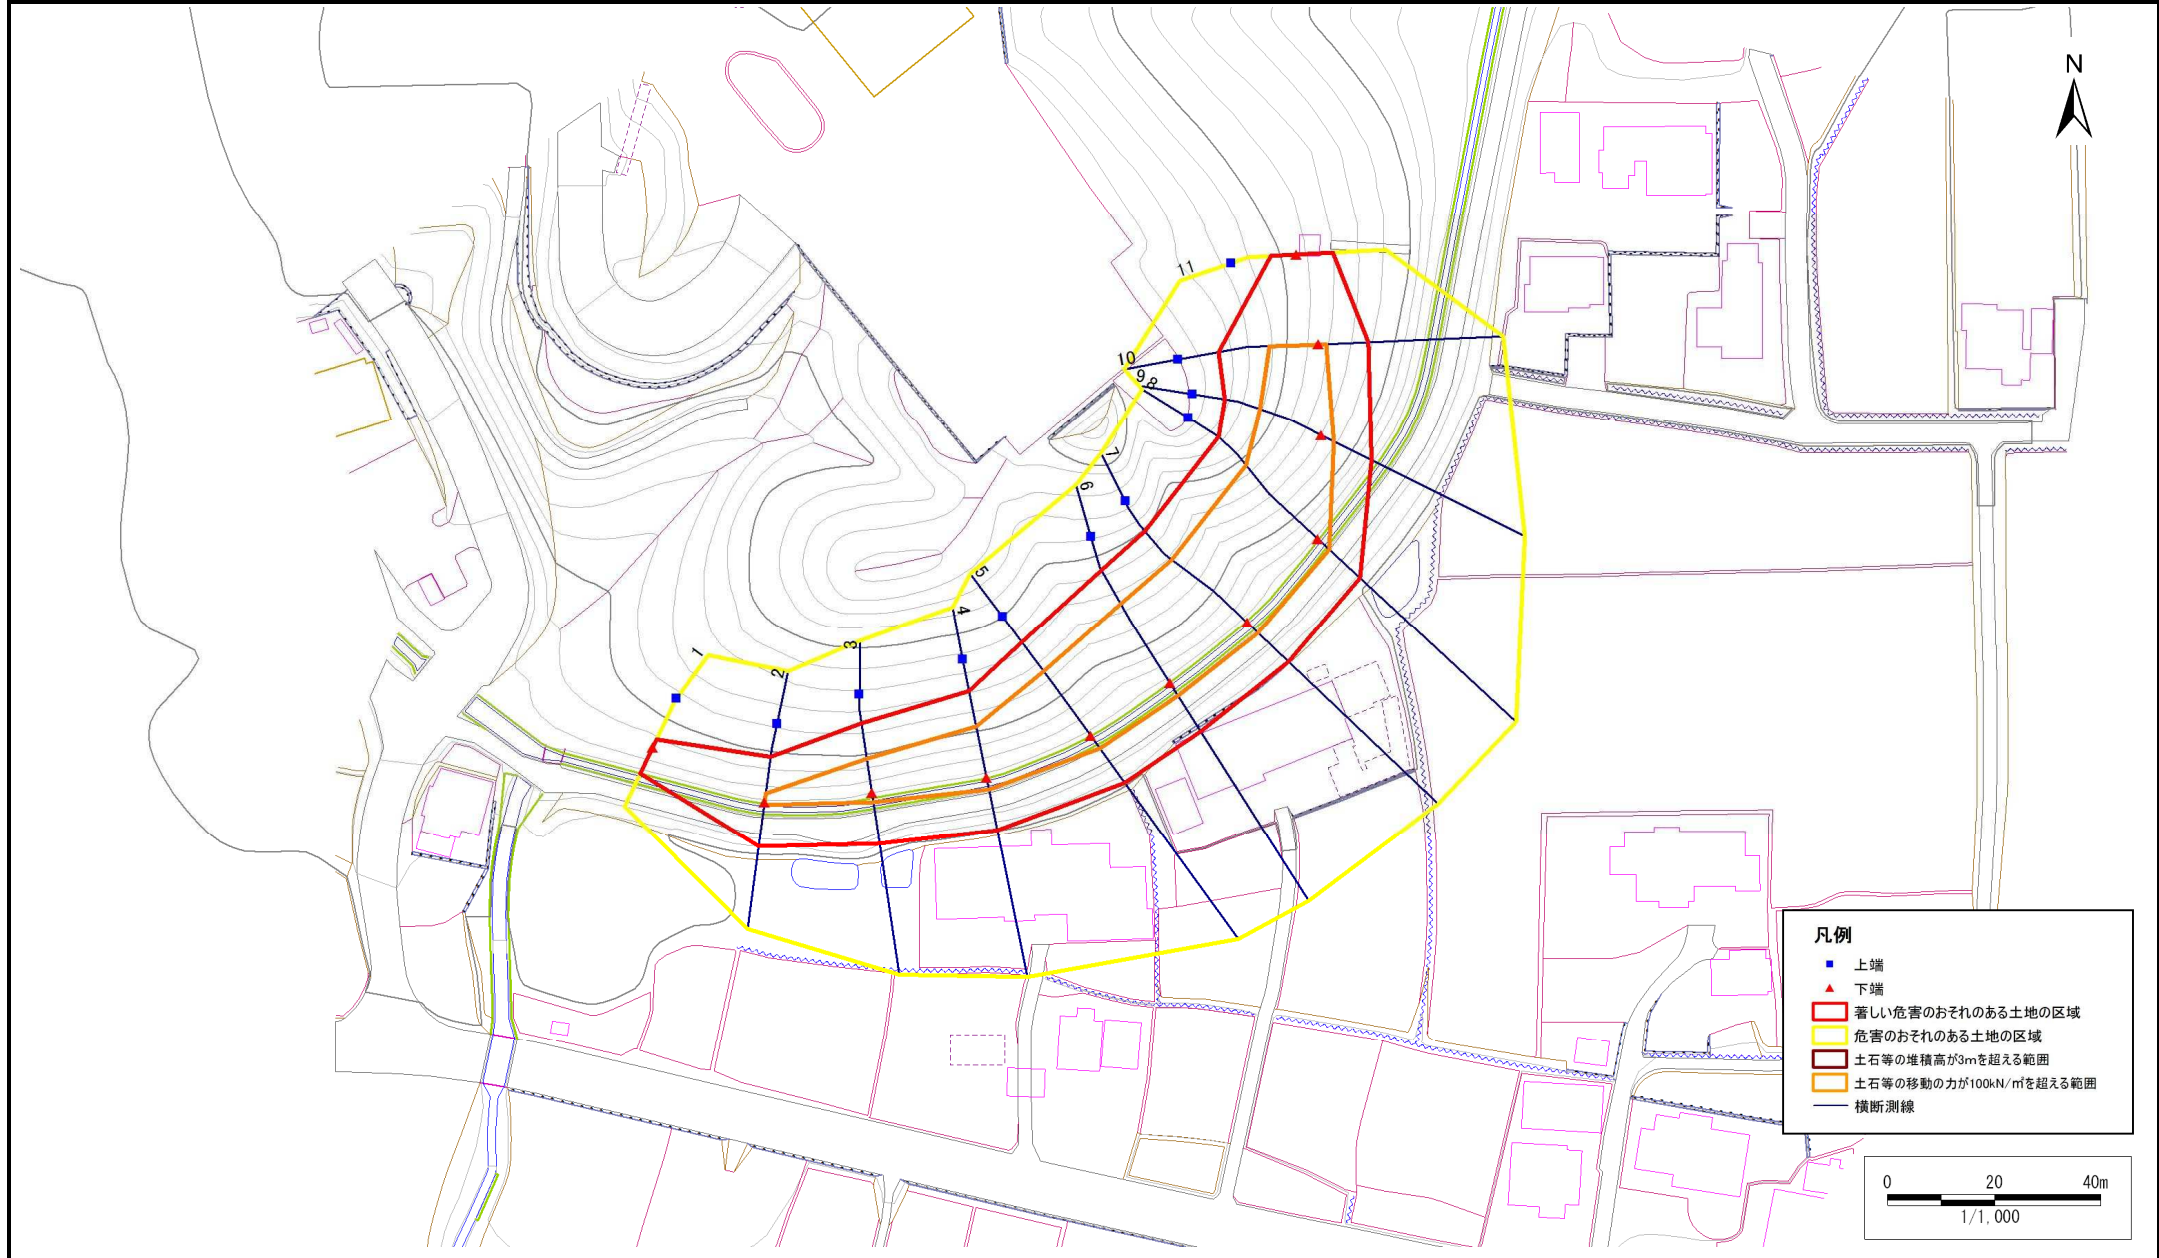 N
11
10
9
8
7
6
5
4
3
2
1
凡例
上端
下端
著しい危害のおそれのある土地の区域
危害のおそれのある土地の区域
土石等の堆積高が3mを超える範囲
土石等の移動の力が100kN/㎡を超える範囲
横断測線
0 20 40m
1/1,000